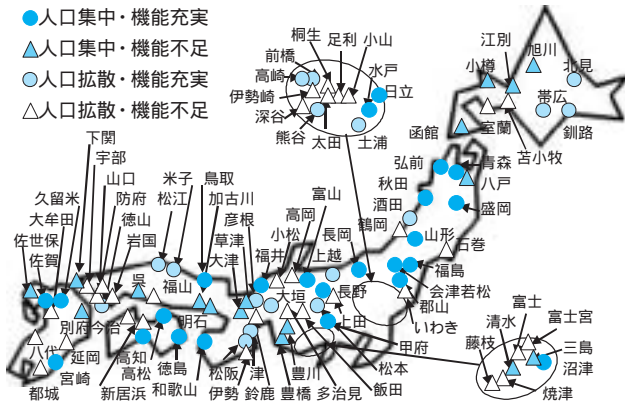 ●人口集中・機能充実
▲人口集中・機能不足
●人口拡散・機能充実
△人口拡散・機能不足
桐生
足利
小山
前橋
水戸
高崎
日立
伊勢崎
深谷
熊谷
太田
土浦
小樽
江別
旭川
北見
帯広
釧路
室蘭
苫小牧
函館
弘前
青森
秋田
八戸
酒田
盛岡
鶴岡
山形
石巻
福島
会津若松
郡山
いわき
下関
宇部
山口
防府
徳山
岩国
久留米
大牟田
佐世保
佐賀
米子
松江
鳥取
加古川
彦根
草津
大津
福井
小松
高岡
富山
上越
長岡
呉
福山
明石
大垣
長野
上田
別府
今治
八代
延岡
宮崎
都城
高知
高松
新居浜
徳島
和歌山
松阪
伊勢
津
鈴鹿
豊橋
豊川
多治見
飯田
松本
甲府
富士
富士宮
清水
三島
沼津
藤枝
焼津